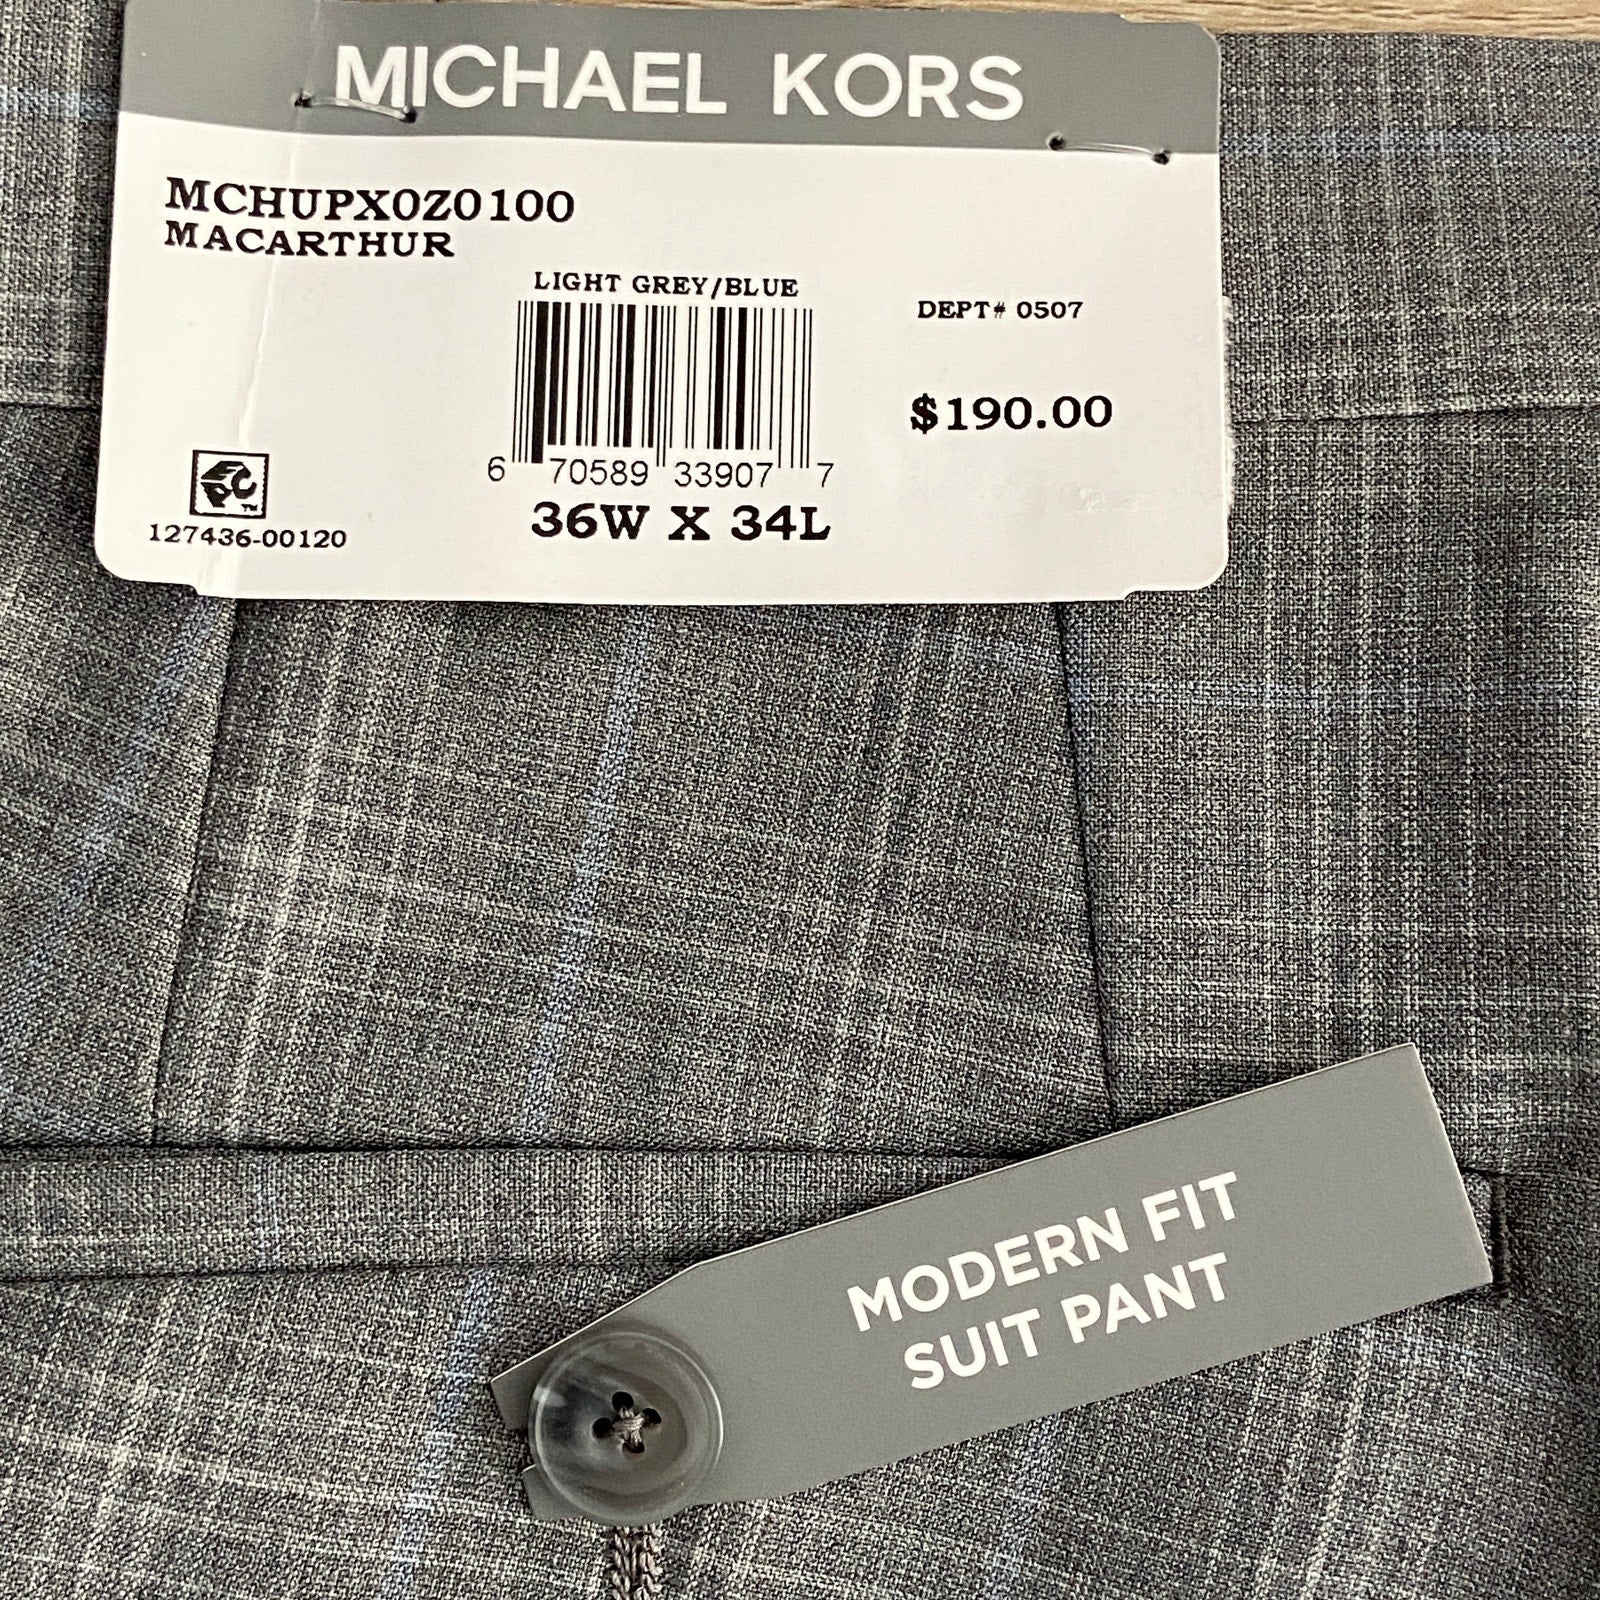 MICHAEL KORS
MCHUPX0Z0100
MACARTHUR
LIGHT GREY/BLUE
DEPT# 0507
$190.00
6 70589 33907 7
36W X 34L
EPC™
127436-00120
MODERN FIT
SUIT PANT